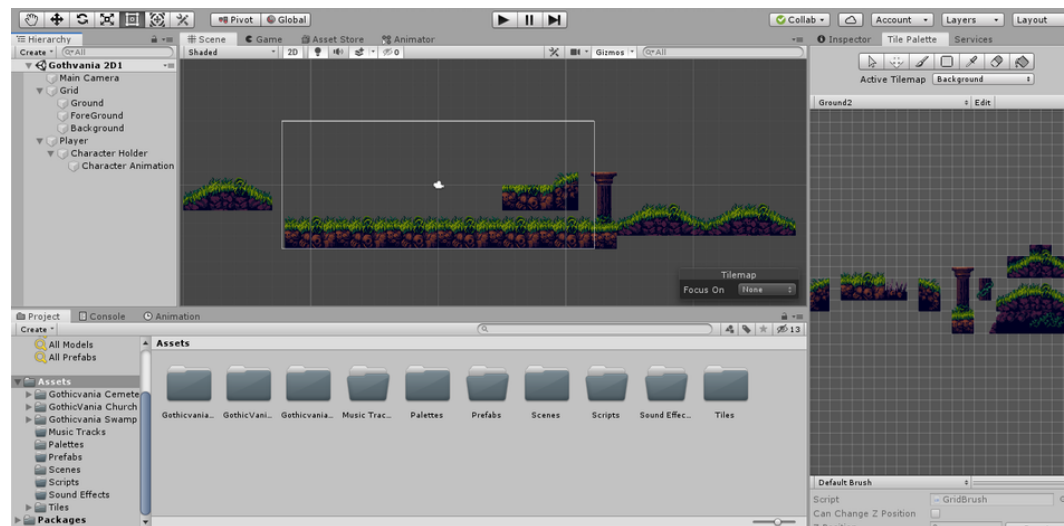 Pivot Global Collab Account Layers Layout
Hierarchy Scene Game Asset Store Animator Inspector Tile Palette Services
Create All Shaded 2D 0 Gizmos All
Gothvania 2D1
Main Camera
Grid
Ground
ForeGround
Background
Player
Character Holder
Character Animation
Active Tilemap Background
Ground2 Edit
Tilemap
Focus On None
Project Console Animation
Create 13
All Models
All Prefabs
Assets
Gothicvania Cemete
GothicVania Church
Gothicvania Swamp
Music Tracks
Palettes
Prefabs
Scenes
Scripts
Sound Effects
Tiles
Packages
Assets
Gothicvania... GothicVani... Gothicvania... Music Trac... Palettes Prefabs Scenes Scripts Sound Effec... Tiles
Default Brush
Script GridBrush
Can Change Z Position